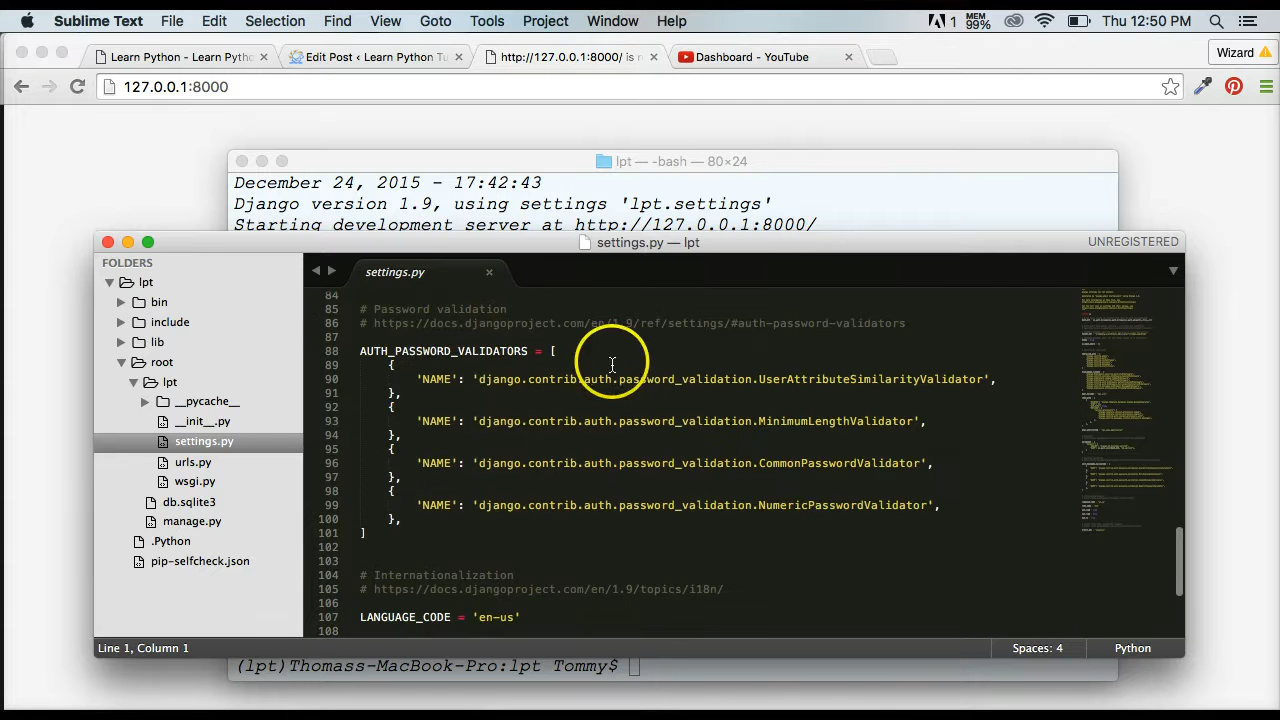 Sublime Text File Edit Selection Find View Goto Tools Project Window Help 1 MEM 99% Thu 12:50 PM
Learn Python - Learn Pytho Edit Post ‹ Learn Python Tu http://127.0.0.1:8000/ is n Dashboard - YouTube Wizard
127.0.0.1:8000
lpt — -bash — 80×24
December 24, 2015 - 17:42:43
Django version 1.9, using settings 'lpt.settings'
Starting development server at http://127.0.0.1:8000/
settings.py — lpt UNREGISTERED
FOLDERS
lpt
bin
include
lib
root
lpt
__pycache__
__init__.py
settings.py
urls.py
wsgi.py
db.sqlite3
manage.py
.Python
pip-selfcheck.json
settings.py
84
85 # Password validation
86 # https://docs.djangoproject.com/en/1.9/ref/settings/#auth-password-validators
87
88 AUTH_PASSWORD_VALIDATORS = [
89 {
90 'NAME': 'django.contrib.auth.password_validation.UserAttributeSimilarityValidator',
91 },
92 {
93 'NAME': 'django.contrib.auth.password_validation.MinimumLengthValidator',
94 },
95 {
96 'NAME': 'django.contrib.auth.password_validation.CommonPasswordValidator',
97 },
98 {
99 'NAME': 'django.contrib.auth.password_validation.NumericPasswordValidator',
100 },
101 ]
102
103
104 # Internationalization
105 # https://docs.djangoproject.com/en/1.9/topics/i18n/
106
107 LANGUAGE_CODE = 'en-us'
108
Line 1, Column 1 Spaces: 4 Python
(lpt)Thomass-MacBook-Pro:lpt Tommy$